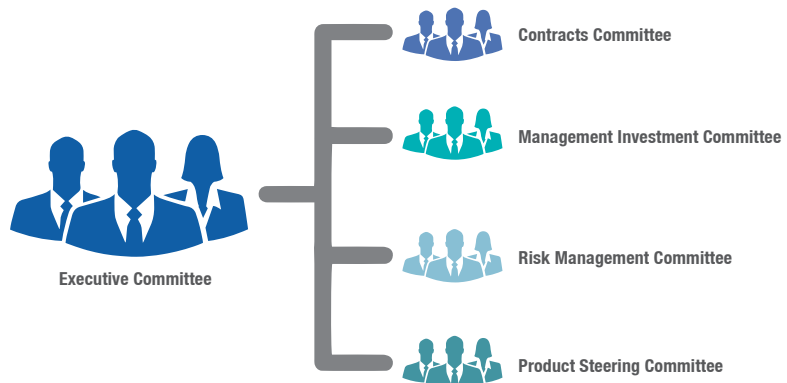 Contracts Committee
Management Investment Committee
Executive Committee
Risk Management Committee
Product Steering Committee